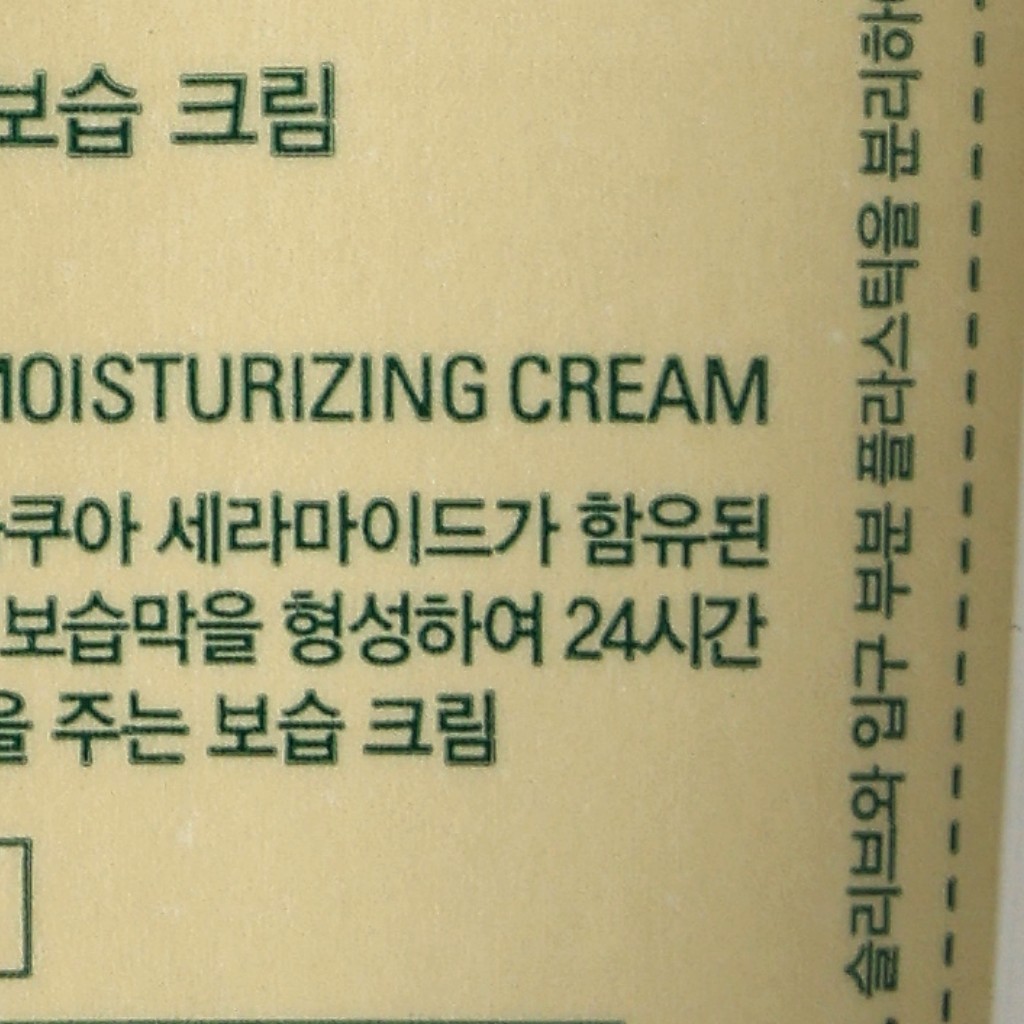 보습 크림
MOISTURIZING CREAM
쿠아 세라마이드가 함유된
보습막을 형성하여 24시간
을 주는 보습 크림
슬리브와 입구 부분 플라스틱을 분리하